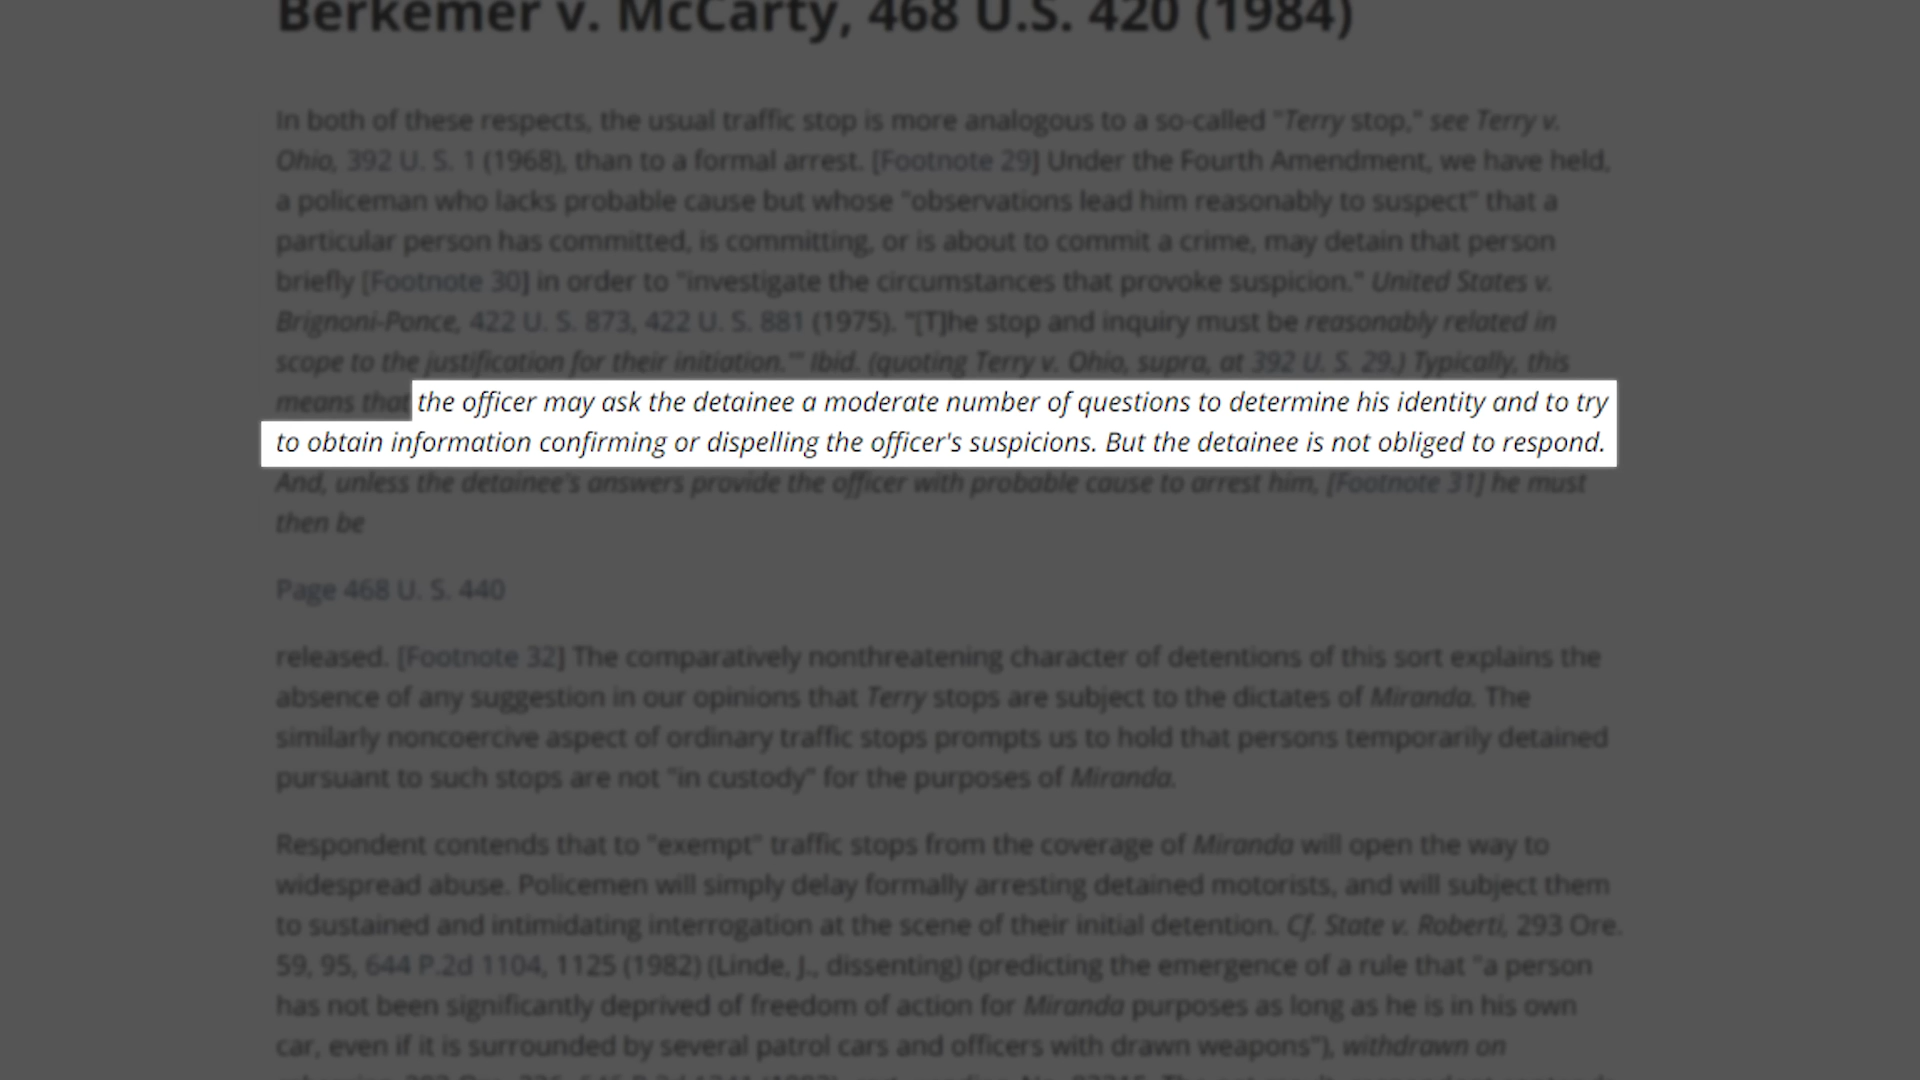 Berkemer v. McCarty, 468 U.S. 420 (1984)
In both of these respects, the usual traffic stop is more analogous to a so-called "Terry stop," see Terry v.
Ohio, 392 U. S. 1 (1968), than to a formal arrest. [Footnote 29] Under the Fourth Amendment, we have held,
a policeman who lacks probable cause but whose "observations lead him reasonably to suspect" that a
particular person has committed, is committing, or is about to commit a crime, may detain that person
briefly [Footnote 30] in order to "investigate the circumstances that provoke suspicion." United States v.
Brignoni-Ponce, 422 U. S. 873, 422 U. S. 881 (1975). "[T]he stop and inquiry must be reasonably related in
scope to the justification for their initiation.'" Ibid. (quoting Terry v. Ohio, supra, at 392 U. S. 29.) Typically, this
means that the officer may ask the detainee a moderate number of questions to determine his identity and to try
to obtain information confirming or dispelling the officer's suspicions. But the detainee is not obliged to respond.
And, unless the detainee's answers provide the officer with probable cause to arrest him, [Footnote 31] he must
then be
Page 468 U. S. 440
released. [Footnote 32] The comparatively nonthreatening character of detentions of this sort explains the
absence of any suggestion in our opinions that Terry stops are subject to the dictates of Miranda. The
similarly noncoercive aspect of ordinary traffic stops prompts us to hold that persons temporarily detained
pursuant to such stops are not "in custody" for the purposes of Miranda.
Respondent contends that to "exempt" traffic stops from the coverage of Miranda will open the way to
widespread abuse. Policemen will simply delay formally arresting detained motorists, and will subject them
to sustained and intimidating interrogation at the scene of their initial detention. Cf. State v. Roberti, 293 Ore.
59, 95, 644 P.2d 1104, 1125 (1982) (Linde, J., dissenting) (predicting the emergence of a rule that "a person
has not been significantly deprived of freedom of action for Miranda purposes as long as he is in his own
car, even if it is surrounded by several patrol cars and officers with drawn weapons"), withdrawn on